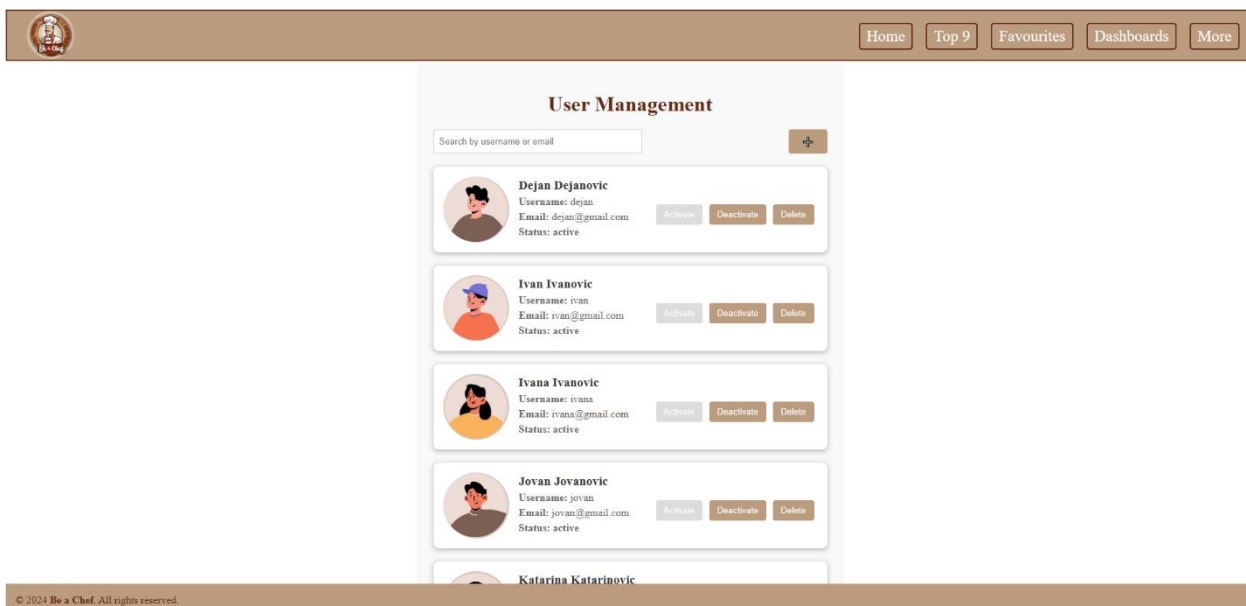 Be a Chef
Home
Top 9
Favourites
Dashboards
More
User Management
Search by username or email
Dejan Dejanovic
Username: dejan
Email: dejan@gmail.com
Status: active
Activate
Deactivate
Delete
Ivan Ivanovic
Username: ivan
Email: ivan@gmail.com
Status: active
Activate
Deactivate
Delete
Ivana Ivanovic
Username: ivana
Email: ivana@gmail.com
Status: active
Activate
Deactivate
Delete
Jovan Jovanovic
Username: jovan
Email: jovan@gmail.com
Status: active
Activate
Deactivate
Delete
Katarina Katarinovic
© 2024 Be a Chef. All rights reserved.